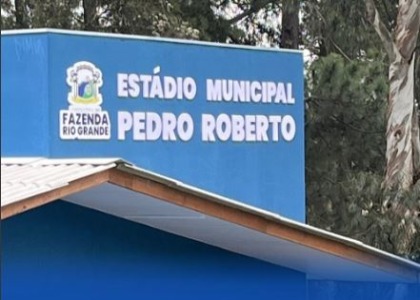 ESTÁDIO MUNICIPAL
PEDRO ROBERTO
FAZENDA
RIO GRANDE